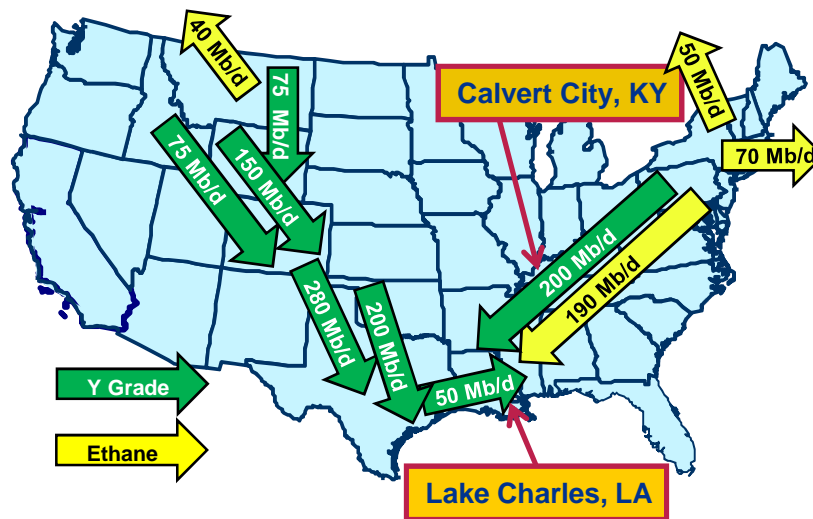 40 Mb/d
75 Mb/d
50 Mb/d
Calvert City, KY
75 Mb/d
150 Mb/d
70 Mb/d
200 Mb/d
190 Mb/d
280 Mb/d
200 Mb/d
50 Mb/d
Y Grade
Ethane
Lake Charles, LA